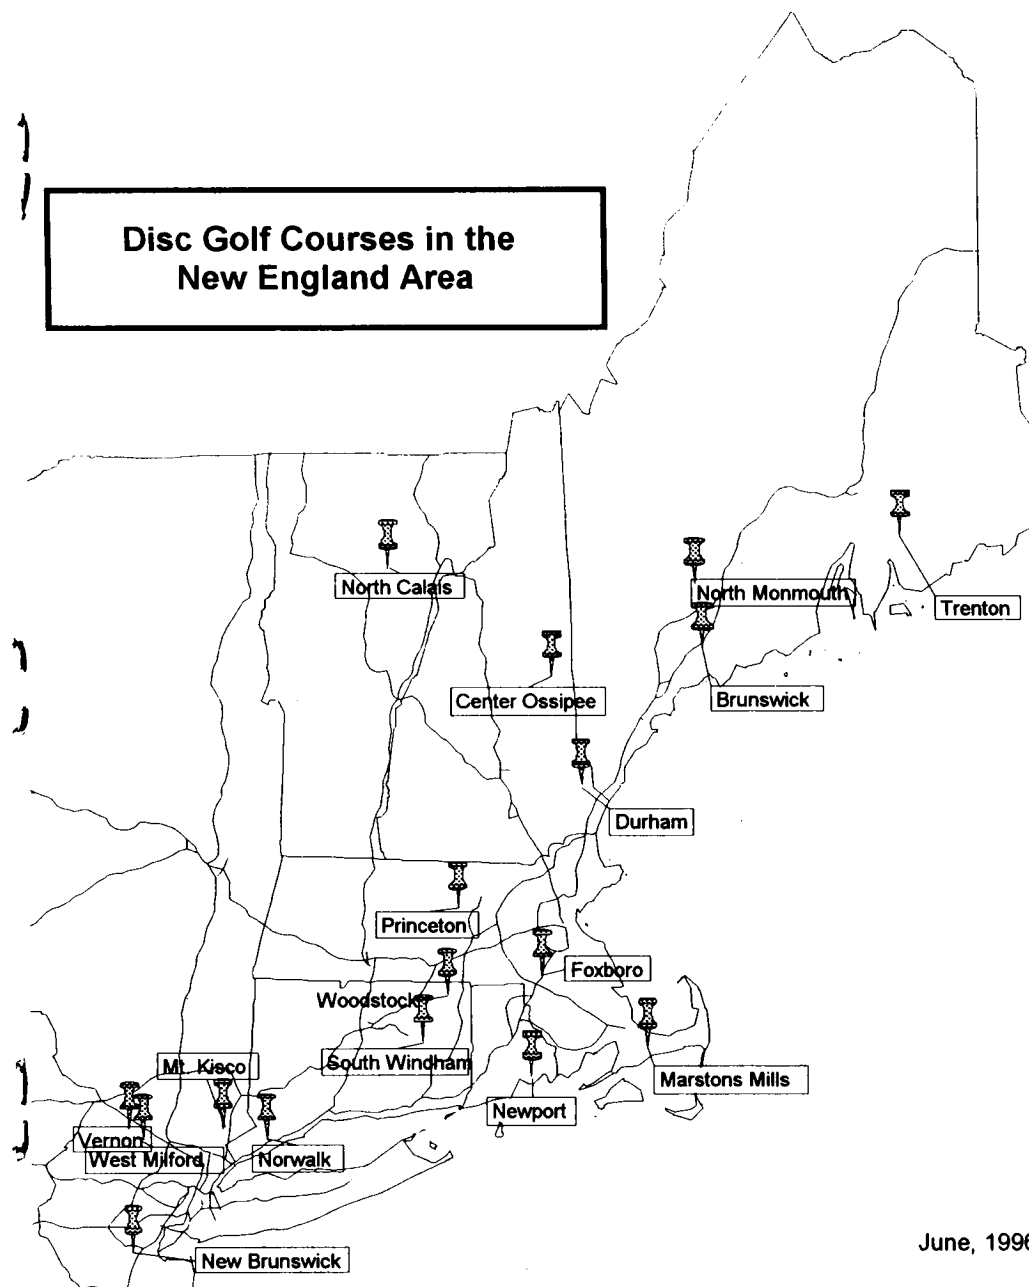 Disc Golf Courses in the
New England Area
North Calais
North Monmouth
Trenton
Center Ossipee
Brunswick
Durham
Princeton
Foxboro
Woodstock
South Windham
Mt. Kisco
Marstons Mills
Newport
Vernon
West Milford
Norwalk
New Brunswick
June, 1996